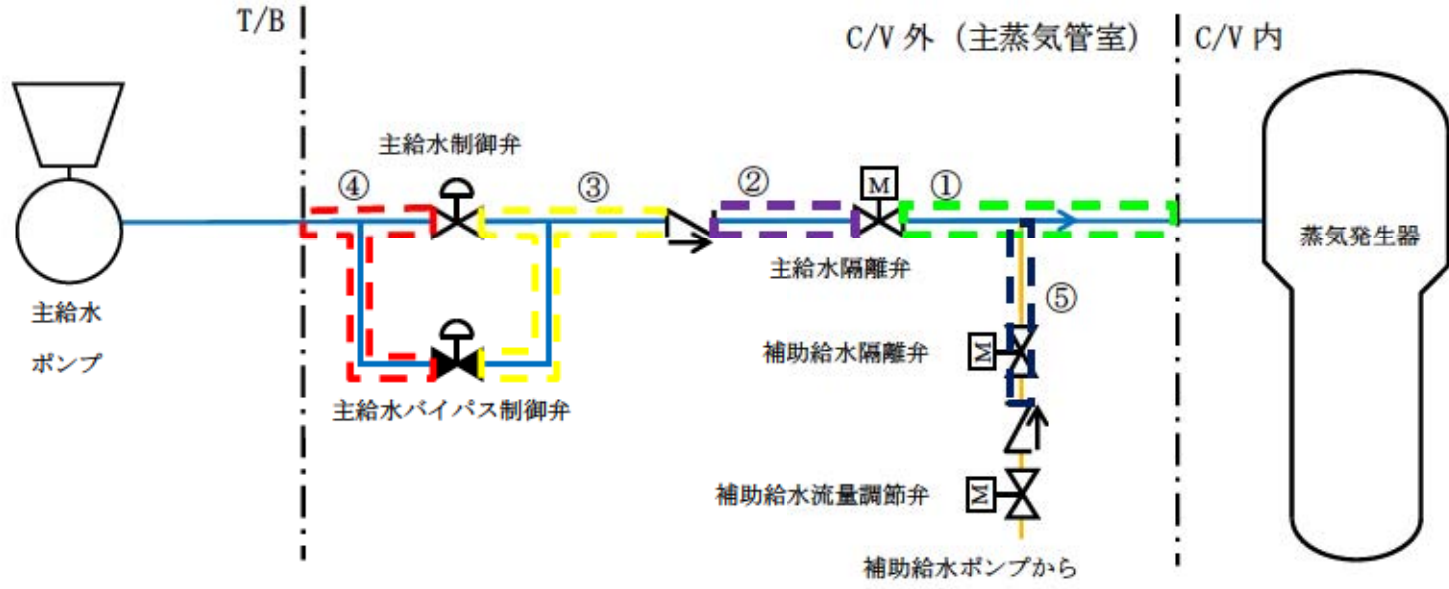 T/B
C/V 外（主蒸気管室）
C/V 内
主給水制御弁
④
③
②
M
①
主給水隔離弁
蒸気発生器
主給水
ポンプ
⑤
補助給水隔離弁
M
主給水バイパス制御弁
補助給水流量調節弁
M
補助給水ポンプから